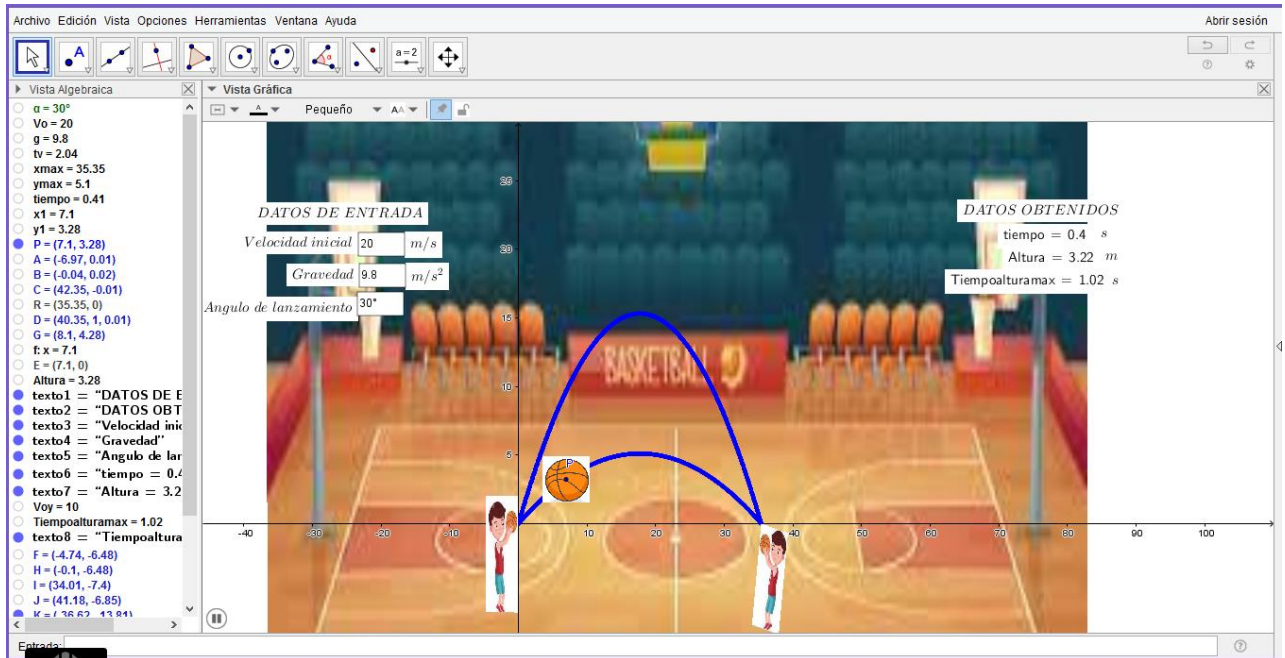 Archivo Edición Vista Opciones Herramientas Ventana Ayuda
Abrir sesión
A
α
a=2
Vista Algebraica
Vista Gráfica
A Pequeño AA
α = 30°
Vo = 20
g = 9.8
tv = 2.04
xmax = 35.35
ymax = 5.1
tiempo = 0.41
x1 = 7.1
y1 = 3.28
P = (7.1, 3.28)
A = (-6.97, 0.01)
B = (-0.04, 0.02)
C = (42.35, -0.01)
R = (35.35, 0)
D = (40.35, 1, 0.01)
G = (8.1, 4.28)
f: x = 7.1
E = (7.1, 0)
Altura = 3.28
texto1 = “DATOS DE E
texto2 = “DATOS OBT
texto3 = “Velocidad inic
texto4 = “Gravedad”
texto5 = “Angulo de lar
texto6 = “tiempo = 0.4
texto7 = “Altura = 3.2
Voy = 10
Tiempoalturamax = 1.02
texto8 = “Tiempoaltura
F = (-4.74, -6.48)
H = (-0.1, -6.48)
I = (34.01, -7.4)
J = (41.18, -6.85)
DATOS DE ENTRADA
Velocidad inicial 20 m/s
Gravedad 9.8 m/s²
Angulo de lanzamiento 30°
DATOS OBTENIDOS
tiempo = 0.4 s
Altura = 3.22 m
Tiempoalturamax = 1.02 s
25
20
15
10
5
BASKETBALL
P
-40 -30 -20 -10 0 10 20 30 40 50 60 70 80 90 100
Entrada: